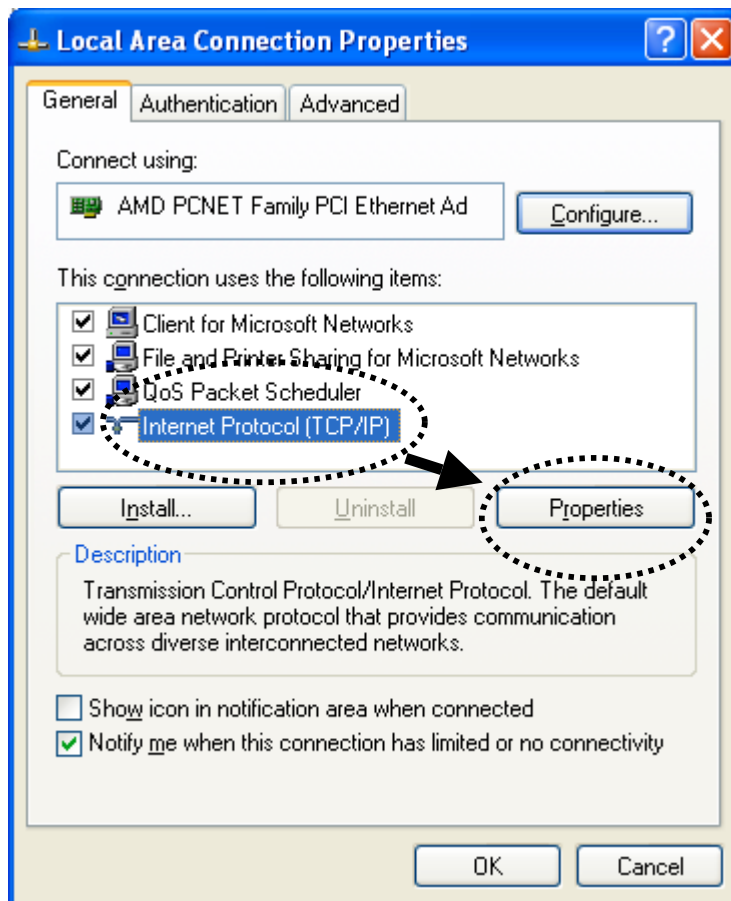 Local Area Connection Properties
General Authentication Advanced
Connect using:
AMD PCNET Family PCI Ethernet Ad
Configure...
This connection uses the following items:
Client for Microsoft Networks
File and Printer Sharing for Microsoft Networks
QoS Packet Scheduler
Internet Protocol (TCP/IP)
Install... Uninstall Properties
Description
Transmission Control Protocol/Internet Protocol. The default
wide area network protocol that provides communication
across diverse interconnected networks.
Show icon in notification area when connected
Notify me when this connection has limited or no connectivity
OK Cancel